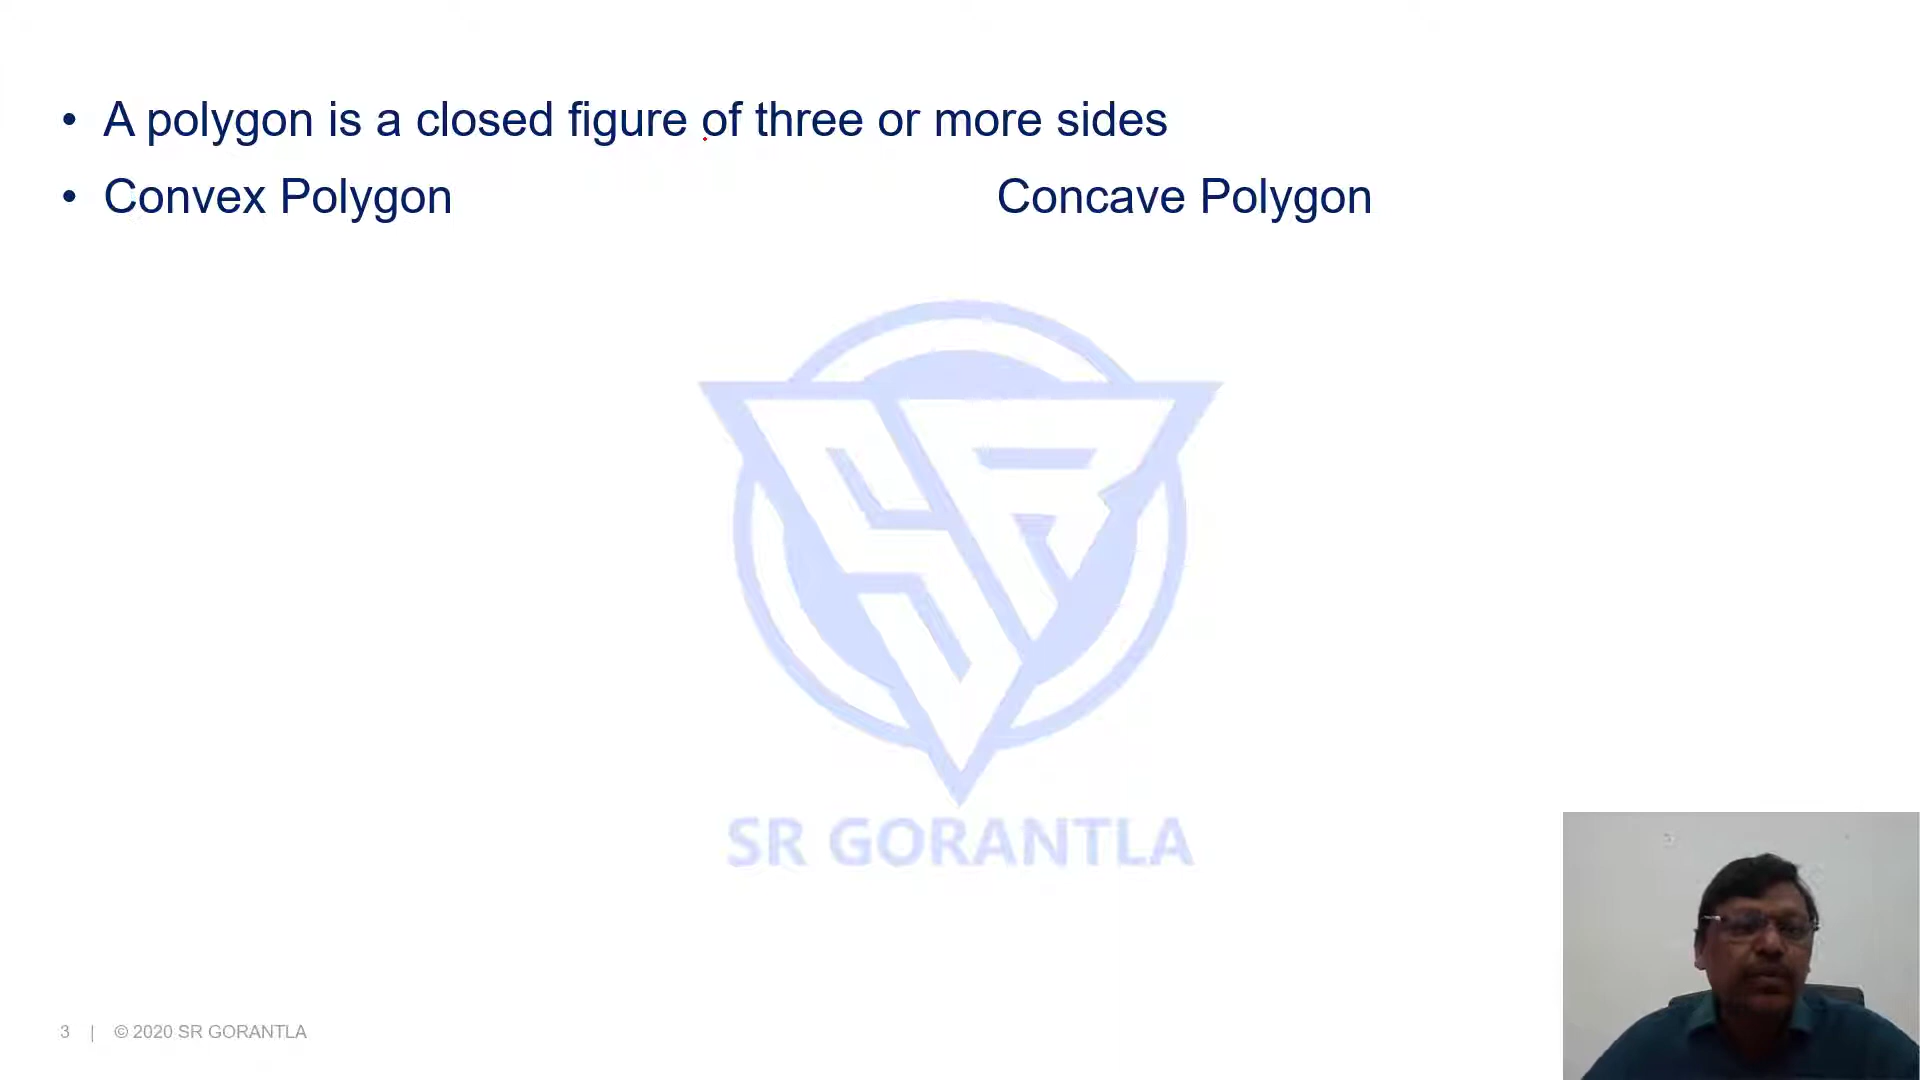 • A polygon is a closed figure of three or more sides
• Convex Polygon Concave Polygon
SR
SR GORANTLA
3 | © 2020 SR GORANTLA